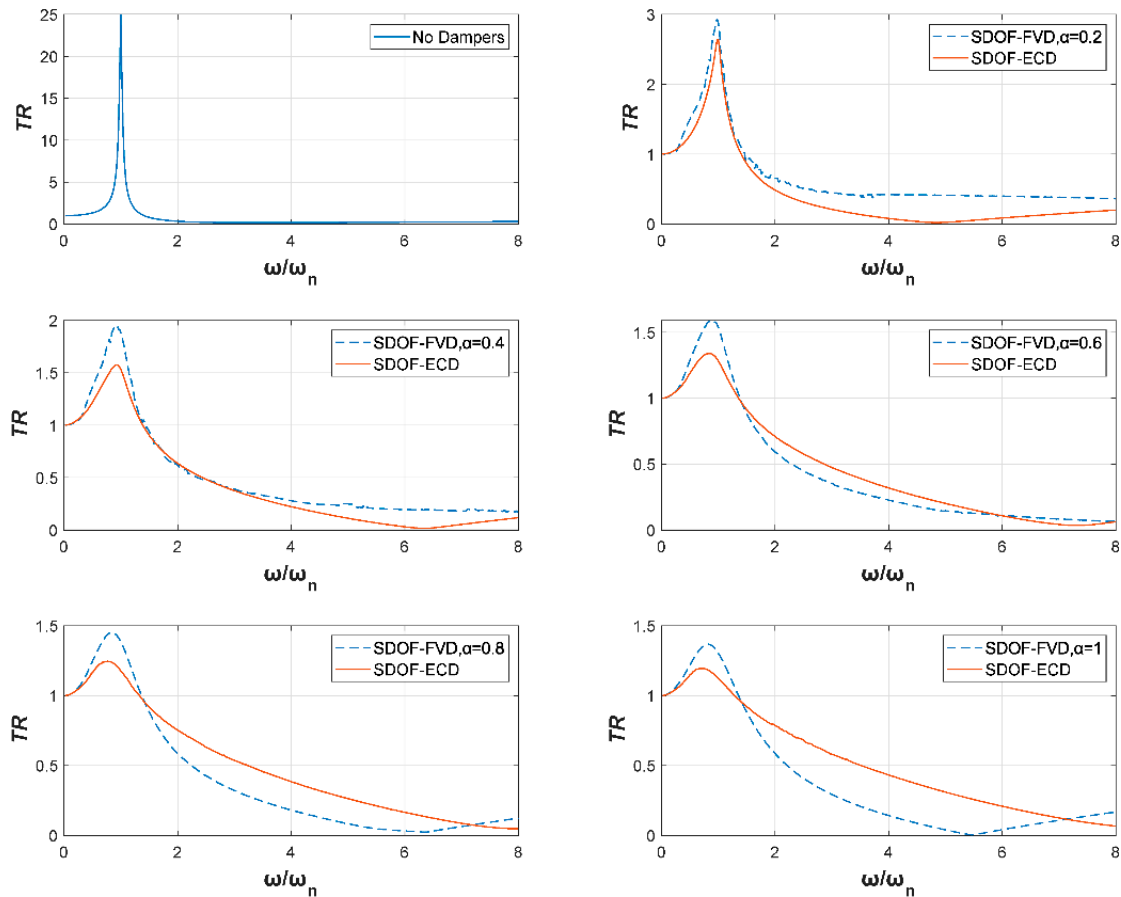 25
20
15
10
5
0
TR
No Dampers
0 2 4 6 8
ω/ωn
3
2
1
0
TR
SDOF-FVD,α=0.2
SDOF-ECD
0 2 4 6 8
ω/ωn
2
1.5
1
0.5
0
TR
SDOF-FVD,α=0.4
SDOF-ECD
0 2 4 6 8
ω/ωn
1.5
1
0.5
0
TR
SDOF-FVD,α=0.6
SDOF-ECD
0 2 4 6 8
ω/ωn
1.5
1
0.5
0
TR
SDOF-FVD,α=0.8
SDOF-ECD
0 2 4 6 8
ω/ωn
1.5
1
0.5
0
TR
SDOF-FVD,α=1
SDOF-ECD
0 2 4 6 8
ω/ωn